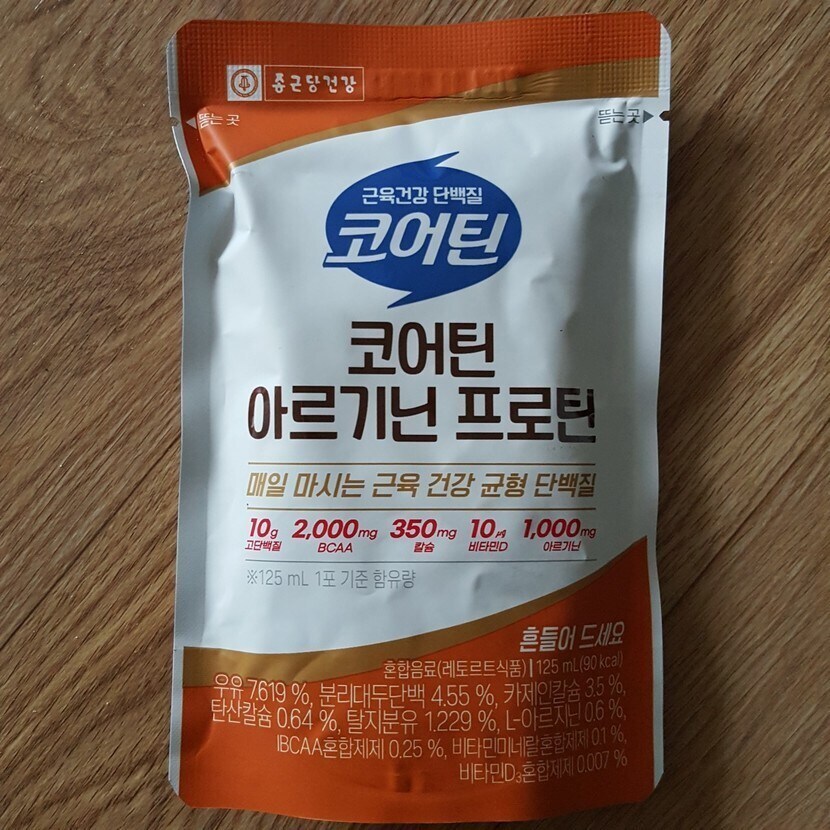 종근당건강
뜯는곳
뜯는곳
근육건강 단백질
코어틴
코어틴
아르기닌 프로틴
매일 마시는 근육 건강 균형 단백질
10g 2,000mg 350mg 10㎍ 1,000mg
고단백질 BCAA 칼슘 비타민D 아르기닌
※125 mL 1포 기준 함유량
흔들어 드세요
혼합음료(레토르트식품) | 125 mL(90 kcal)
우유 7.619 %, 분리대두단백 4.55 %, 카제인칼슘 3.5 %,
탄산칼슘 0.64 %, 탈지분유 1.229 %, L-아르지닌 0.6 %,
BCAA혼합제제 0.25 %, 비타민미네랄혼합제제 0.1 %,
비타민D₃혼합제제 0.007 %